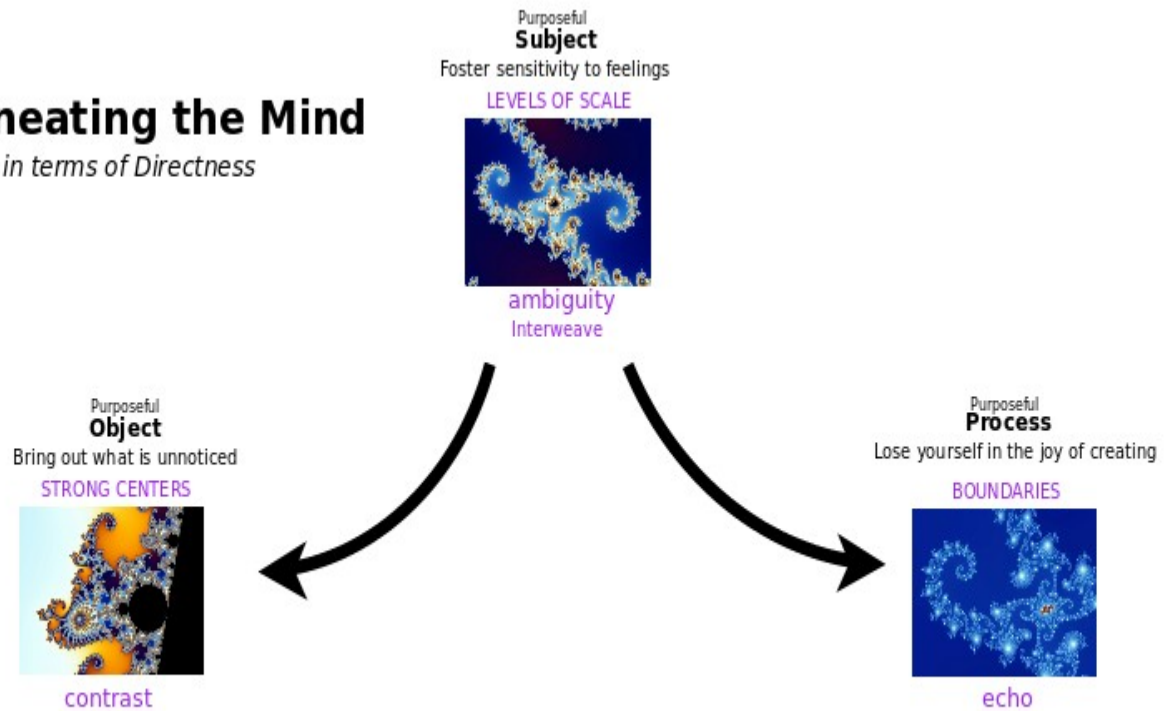 Purposeful
Subject
Foster sensitivity to feelings
LEVELS OF SCALE
neating the Mind
in terms of Directness
ambiguity
Interweave
Purposeful
Object
Bring out what is unnoticed
STRONG CENTERS
contrast
Purposeful
Process
Lose yourself in the joy of creating
BOUNDARIES
echo